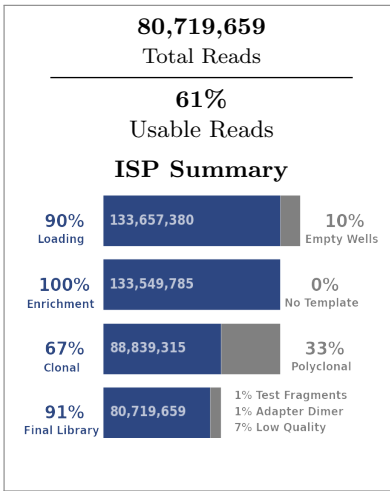 80,719,659
Total Reads
61%
Usable Reads
ISP Summary
90%
Loading
133,657,380
10%
Empty Wells
100%
Enrichment
133,549,785
0%
No Template
67%
Clonal
88,839,315
33%
Polyclonal
91%
Final Library
80,719,659
1% Test Fragments
1% Adapter Dimer
7% Low Quality